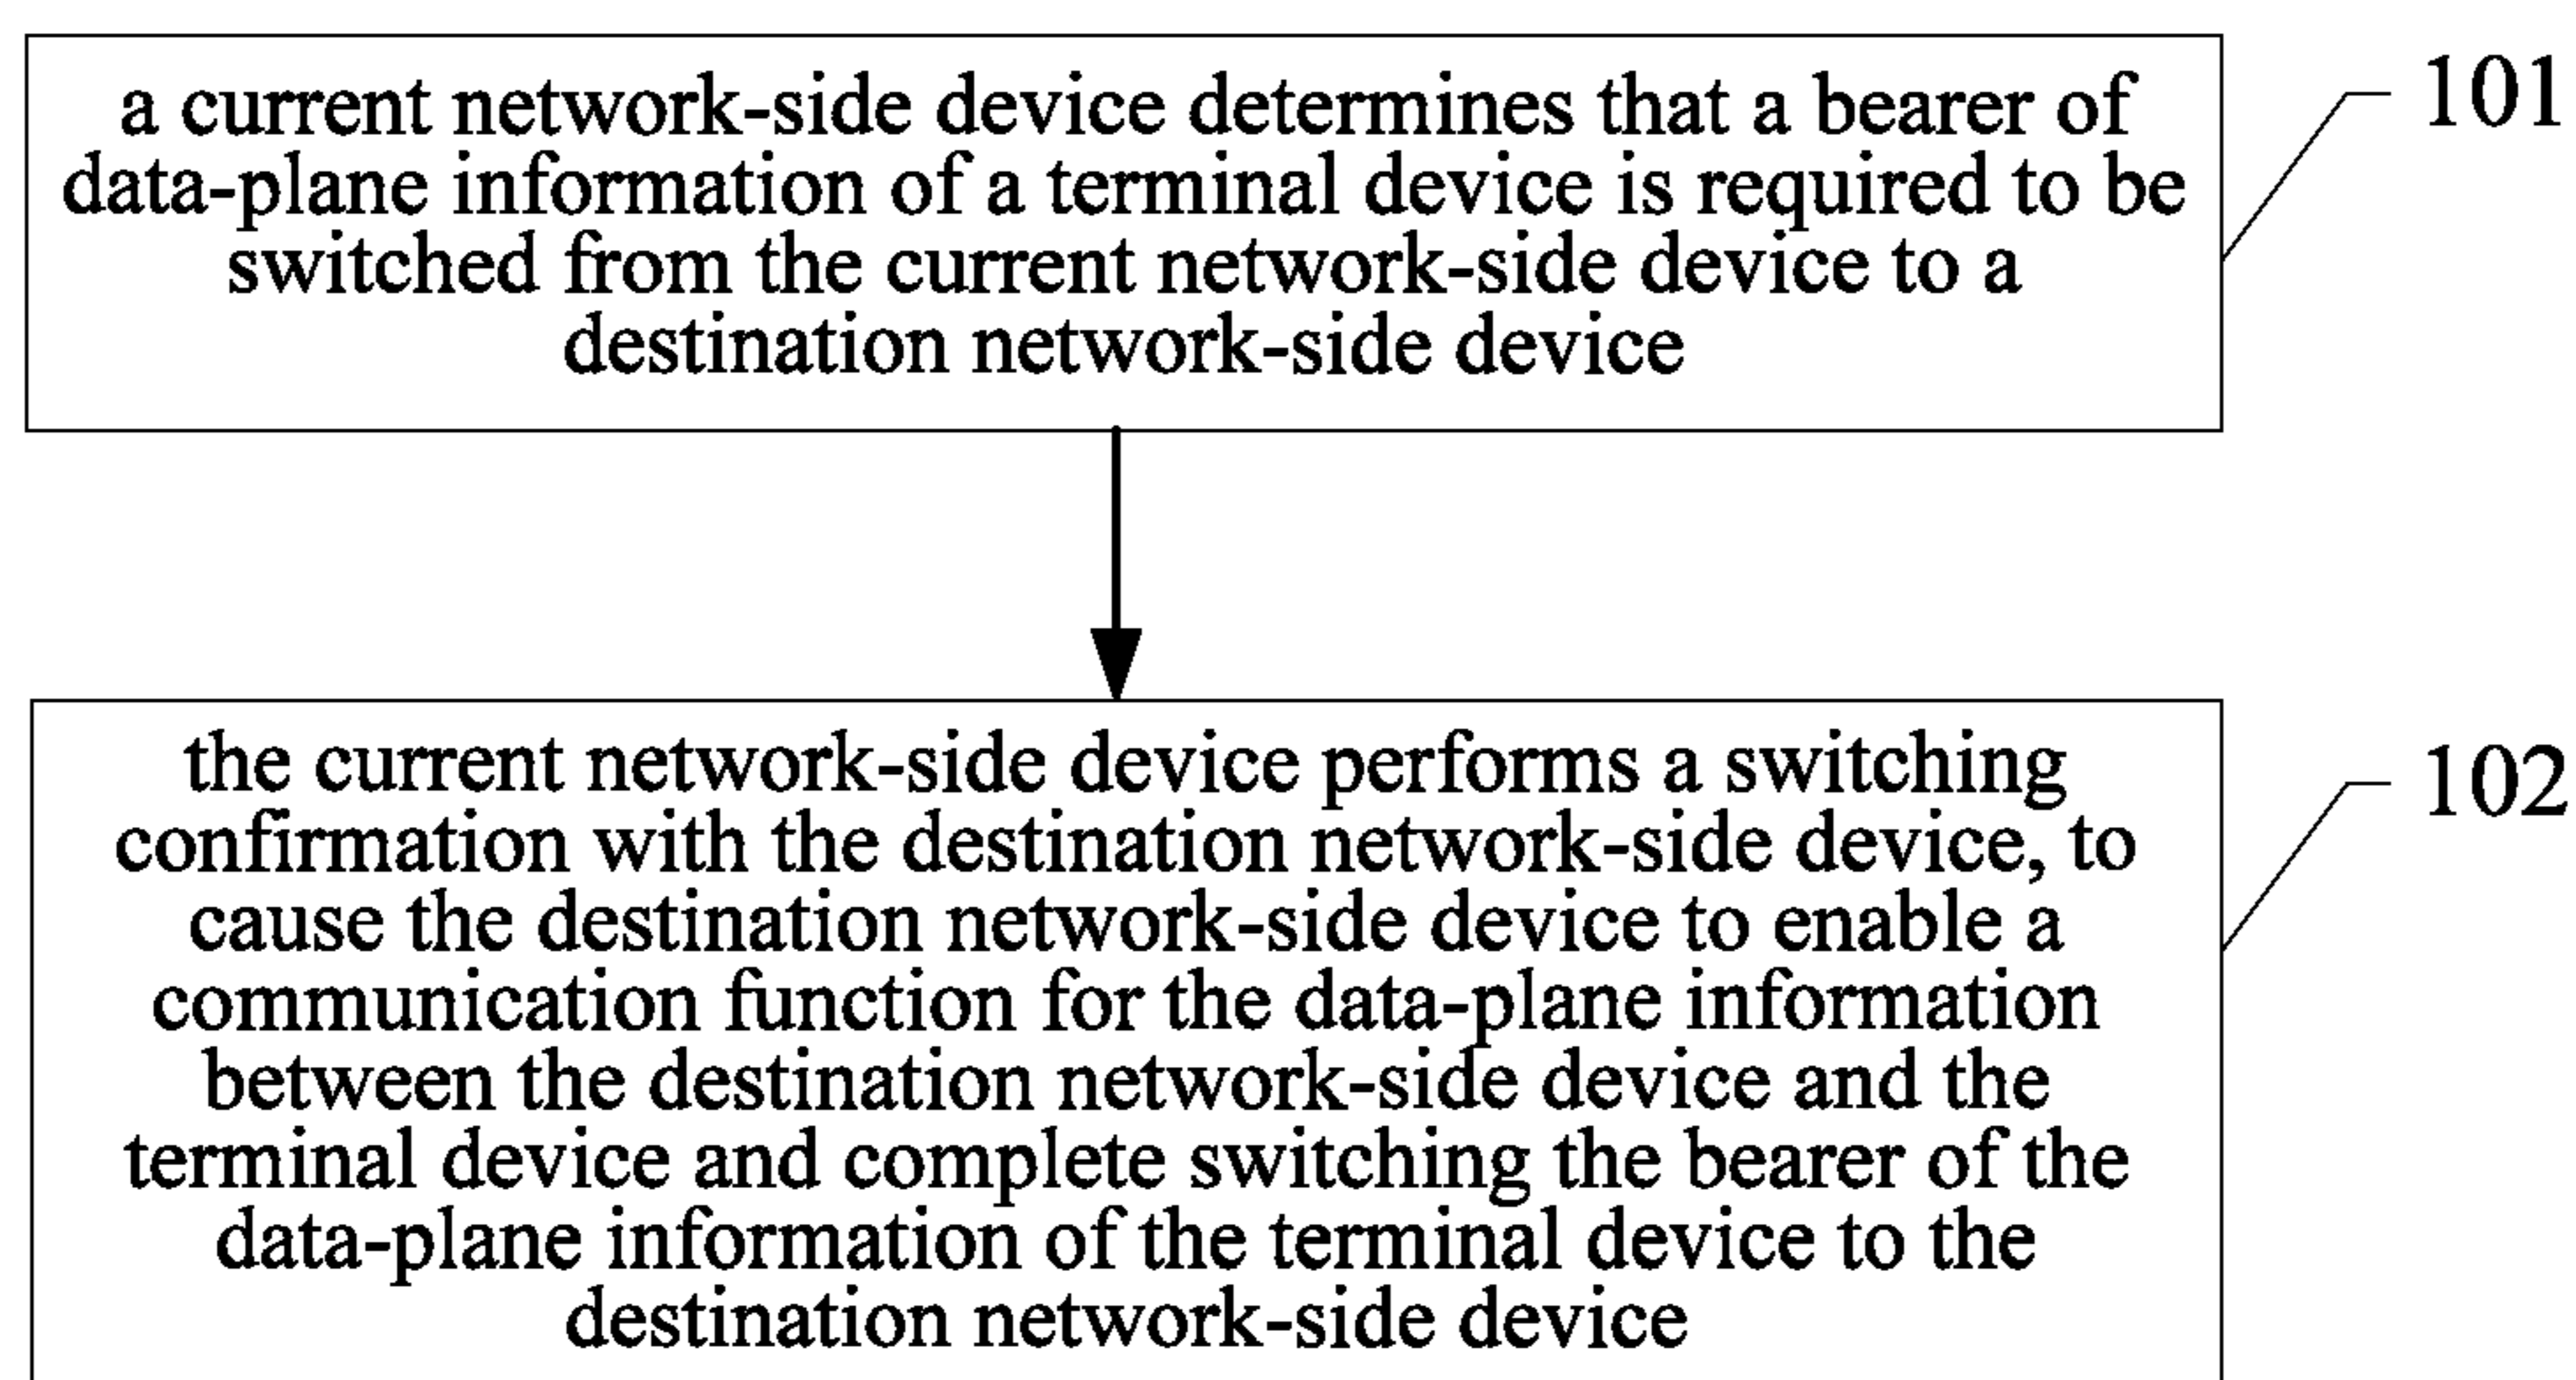 a current network-side device determines that a bearer of
data-plane information of a terminal device is required to be
switched from the current network-side device to a
destination network-side device
101
the current network-side device performs a switching
confirmation with the destination network-side device, to
cause the destination network-side device to enable a
communication function for the data-plane information
between the destination network-side device and the
terminal device and complete switching the bearer of the
data-plane information of the terminal device to the
destination network-side device
102